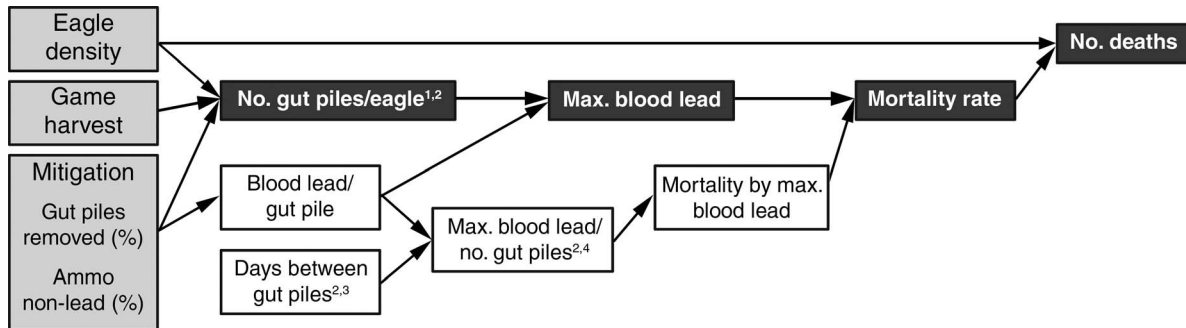 Eagle
density
No. deaths
Game
harvest
No. gut piles/eagle¹,²
Max. blood lead
Mortality rate
Mitigation
Gut piles
removed (%)
Ammo
non-lead (%)
Blood lead/
gut pile
Days between
gut piles²,³
Max. blood lead/
no. gut piles²,⁴
Mortality by max.
blood lead